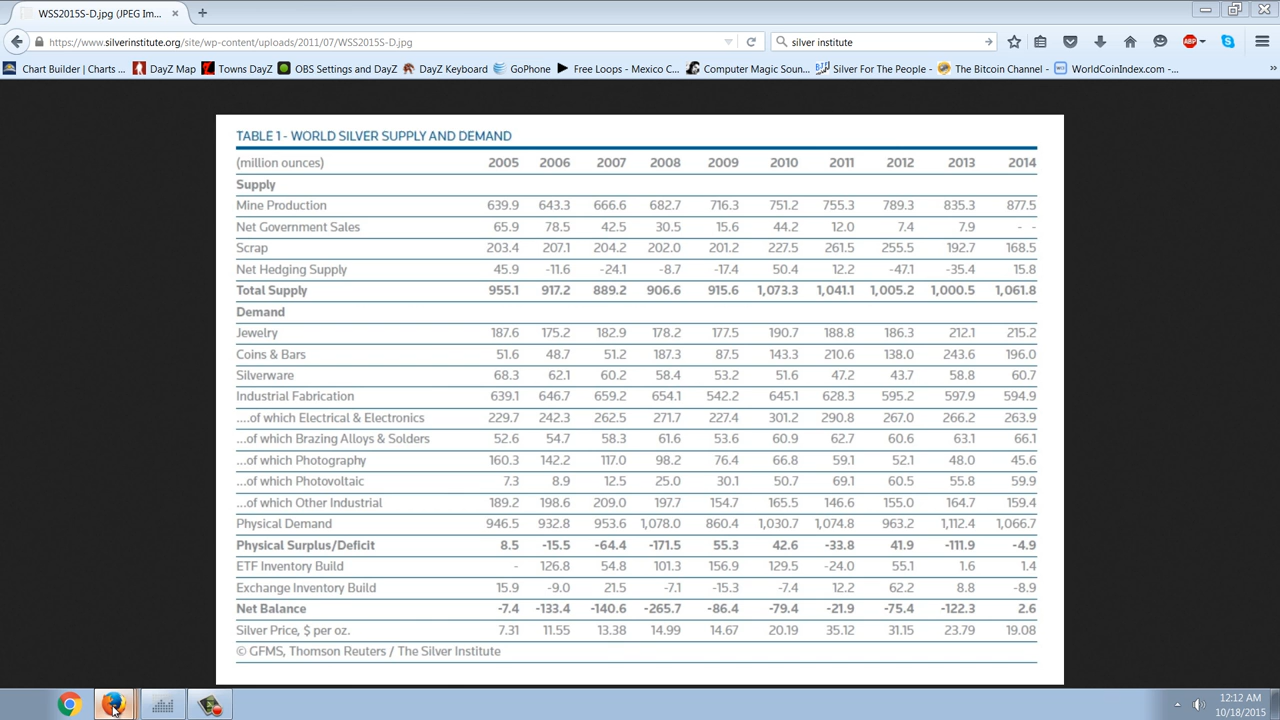 WSS2015S-D.jpg (JPEG Im...
https://www.silverinstitute.org/site/wp-content/uploads/2011/07/WSS2015S-D.jpg
silver institute
ABP
Chart Builder | Charts ...
DayZ Map
Towns DayZ
OBS Settings and DayZ
DayZ Keyboard
GoPhone
Free Loops - Mexico C...
Computer Magic Soun...
Silver For The People -
The Bitcoin Channel -
WorldCoinIndex.com -...
TABLE 1 - WORLD SILVER SUPPLY AND DEMAND
(million ounces) 2005 2006 2007 2008 2009 2010 2011 2012 2013 2014
Supply
Mine Production 639.9 643.3 666.6 682.7 716.3 751.2 755.3 789.3 835.3 877.5
Net Government Sales 65.9 78.5 42.5 30.5 15.6 44.2 12.0 7.4 7.9 - -
Scrap 203.4 207.1 204.2 202.0 201.2 227.5 261.5 255.5 192.7 168.5
Net Hedging Supply 45.9 -11.6 -24.1 -8.7 -17.4 50.4 12.2 -47.1 -35.4 15.8
Total Supply 955.1 917.2 889.2 906.6 915.6 1,073.3 1,041.1 1,005.2 1,000.5 1,061.8
Demand
Jewelry 187.6 175.2 182.9 178.2 177.5 190.7 188.8 186.3 212.1 215.2
Coins & Bars 51.6 48.7 51.2 187.3 87.5 143.3 210.6 138.0 243.6 196.0
Silverware 68.3 62.1 60.2 58.4 53.2 51.6 47.2 43.7 58.8 60.7
Industrial Fabrication 639.1 646.7 659.2 654.1 542.2 645.1 628.3 595.2 597.9 594.9
....of which Electrical & Electronics 229.7 242.3 262.5 271.7 227.4 301.2 290.8 267.0 266.2 263.9
...of which Brazing Alloys & Solders 52.6 54.7 58.3 61.6 53.6 60.9 62.7 60.6 63.1 66.1
...of which Photography 160.3 142.2 117.0 98.2 76.4 66.8 59.1 52.1 48.0 45.6
...of which Photovoltaic 7.3 8.9 12.5 25.0 30.1 50.7 69.1 60.5 55.8 59.9
...of which Other Industrial 189.2 198.6 209.0 197.7 154.7 165.5 146.6 155.0 164.7 159.4
Physical Demand 946.5 932.8 953.6 1,078.0 860.4 1,030.7 1,074.8 963.2 1,112.4 1,066.7
Physical Surplus/Deficit 8.5 -15.5 -64.4 -171.5 55.3 42.6 -33.8 41.9 -111.9 -4.9
ETF Inventory Build - 126.8 54.8 101.3 156.9 129.5 -24.0 55.1 1.6 1.4
Exchange Inventory Build 15.9 -9.0 21.5 -7.1 -15.3 -7.4 12.2 62.2 8.8 -8.9
Net Balance -7.4 -133.4 -140.6 -265.7 -86.4 -79.4 -21.9 -75.4 -122.3 2.6
Silver Price, $ per oz. 7.31 11.55 13.38 14.99 14.67 20.19 35.12 31.15 23.79 19.08
© GFMS, Thomson Reuters / The Silver Institute
12:12 AM
10/18/2015